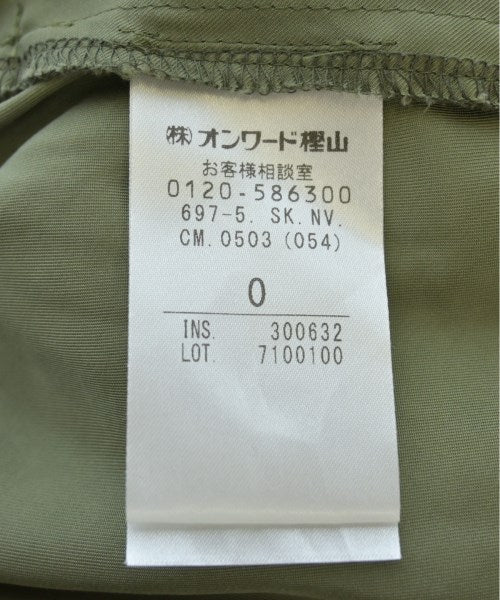 ㈱オンワード樫山
お客様相談室
0120-586300
697-5. SK. NV.
CM. 0503 (054)
0
INS. 300632
LOT. 7100100